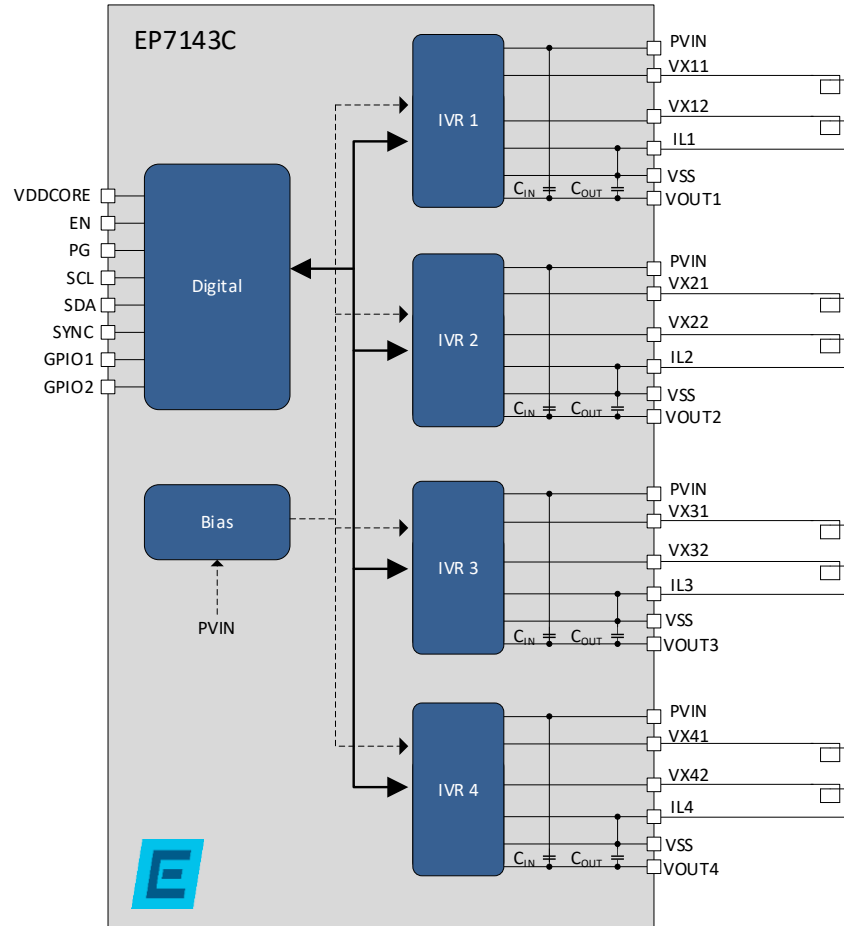 EP7143C
VDDCORE
EN
PG
SCL
SDA
SYNC
GPIO1
GPIO2
Digital
Bias
PVIN
IVR 1
CIN
COUT
PVIN
VX11
VX12
IL1
VSS
VOUT1
IVR 2
CIN
COUT
PVIN
VX21
VX22
IL2
VSS
VOUT2
IVR 3
CIN
COUT
PVIN
VX31
VX32
IL3
VSS
VOUT3
IVR 4
CIN
COUT
PVIN
VX41
VX42
IL4
VSS
VOUT4
E